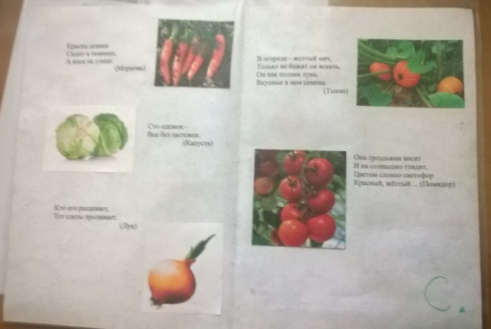 Красна девица
Сидит в темнице,
А коса на улице.
(Морковь)
Сто одежек -
Все без застежек.
(Капуста)
Кто его раздевает,
Тот слезы проливает.
(Лук)
В огороде - желтый мяч,
Только не бежит он вскачь,
Он как полная луна,
Вкусные в нем семена.
(Тыква)
Они гроздьями висят
И на солнышко глядят.
Цветом словно светофор
Красный, жёлтый ... (Помидор)
С